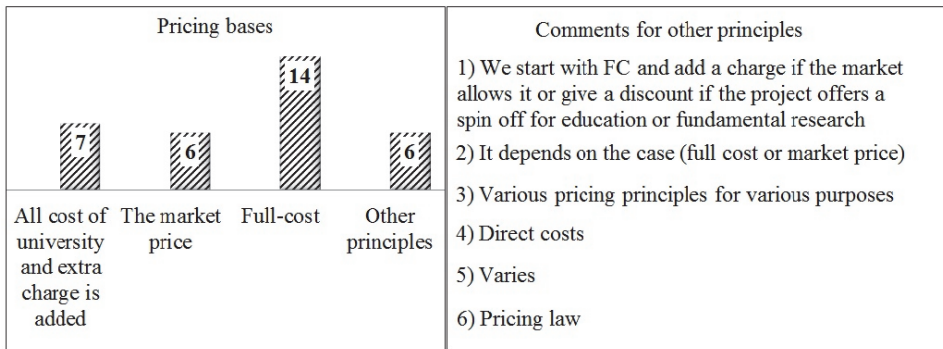 Pricing bases
7
6
14
6
All cost of
university
and extra
charge is
added
The market
price
Full-cost
Other
principles
Comments for other principles
1) We start with FC and add a charge if the market
allows it or give a discount if the project offers a
spin off for education or fundamental research
2) It depends on the case (full cost or market price)
3) Various pricing principles for various purposes
4) Direct costs
5) Varies
6) Pricing law